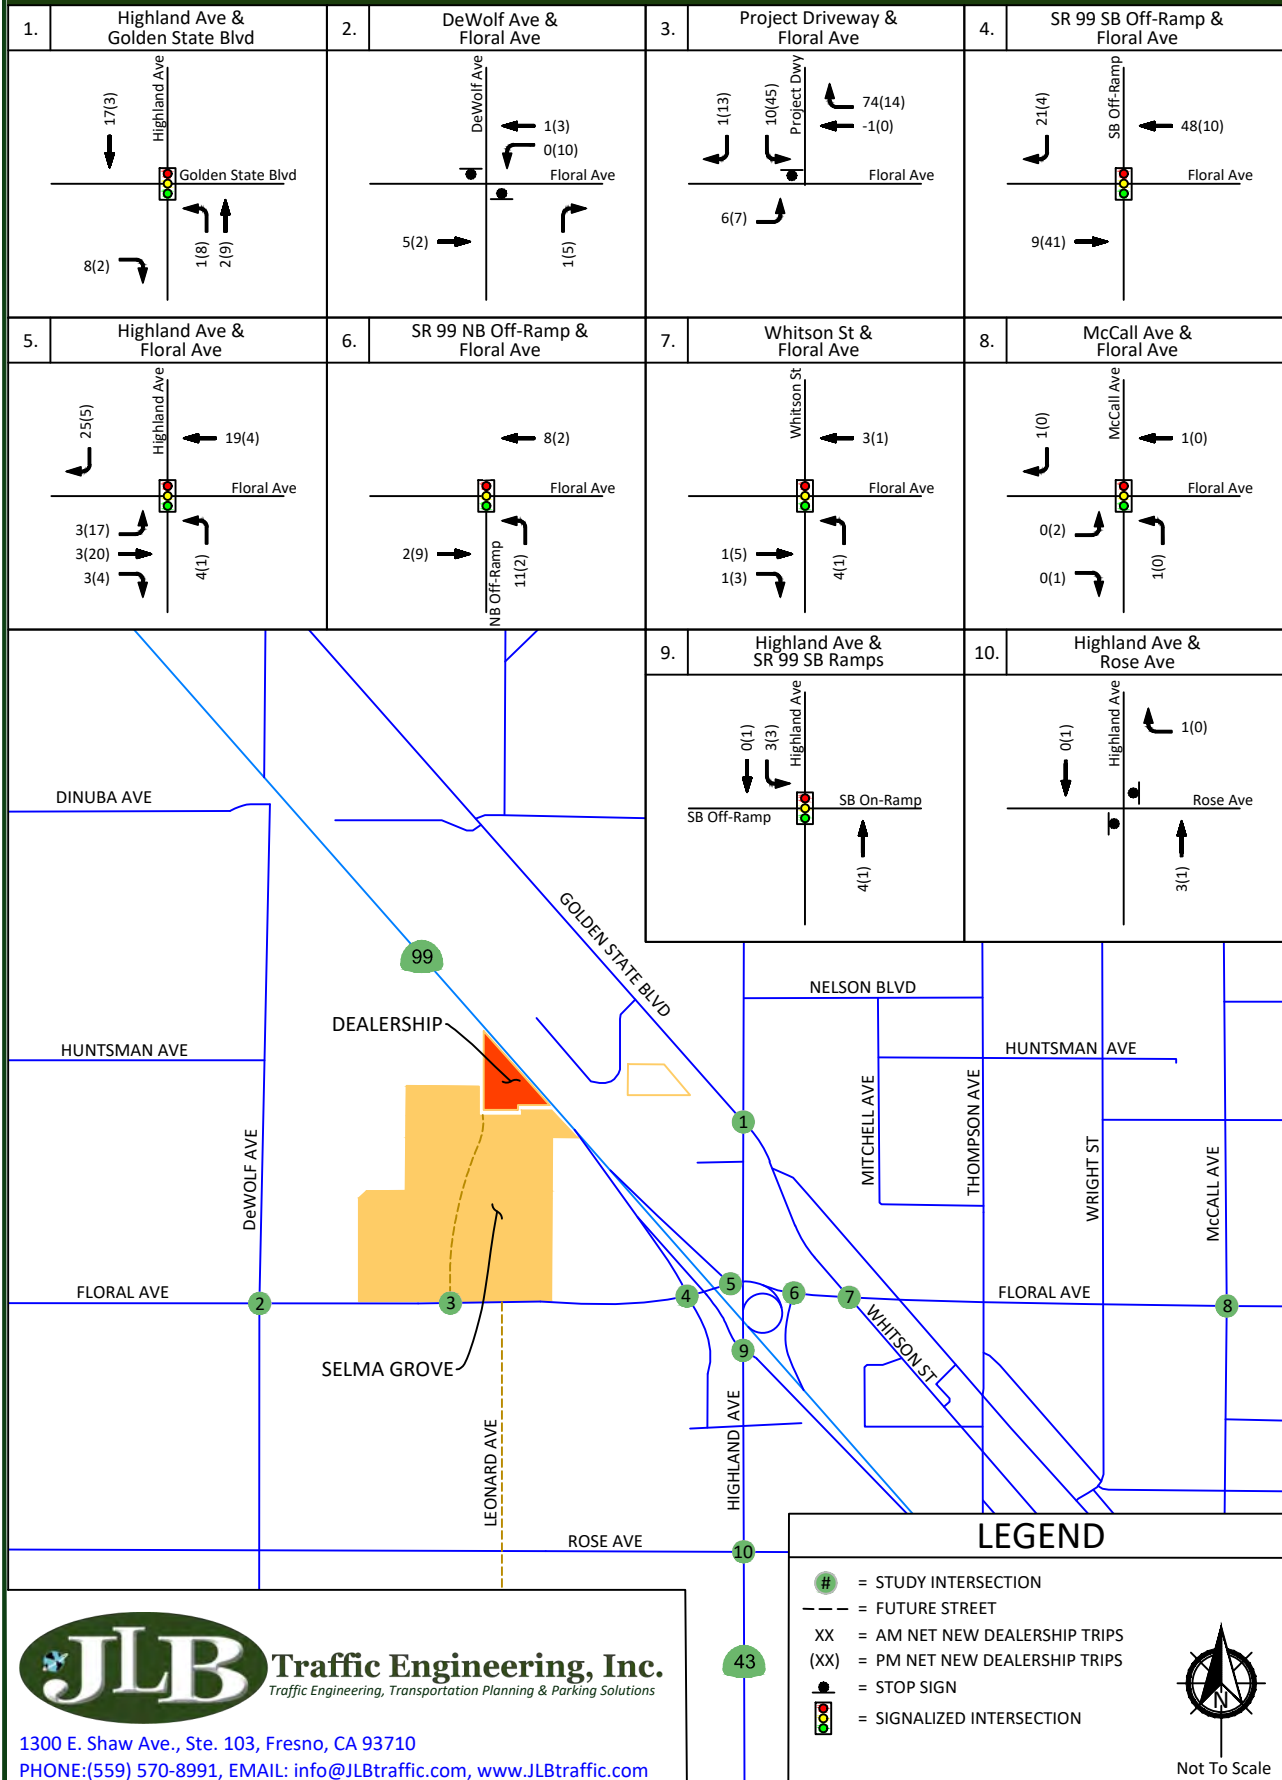 1.
Highland Ave &
Golden State Blvd
17(3)
Highland Ave
Golden State Blvd
8(2)
1(8)
2(9)
2.
DeWolf Ave &
Floral Ave
DeWolf Ave
1(3)
0(10)
Floral Ave
5(2)
1(5)
3.
Project Driveway &
Floral Ave
1(13)
10(45)
Project Dwy
74(14)
-1(0)
Floral Ave
6(7)
4.
SR 99 SB Off-Ramp &
Floral Ave
21(4)
SB Off-Ramp
48(10)
Floral Ave
9(41)
5.
Highland Ave &
Floral Ave
25(5)
Highland Ave
19(4)
Floral Ave
3(17)
3(20)
3(4)
4(1)
6.
SR 99 NB Off-Ramp &
Floral Ave
8(2)
Floral Ave
2(9)
NB Off-Ramp
11(2)
7.
Whitson St &
Floral Ave
Whitson St
3(1)
Floral Ave
1(5)
1(3)
4(1)
8.
McCall Ave &
Floral Ave
1(0)
McCall Ave
1(0)
Floral Ave
0(2)
0(1)
1(0)
9.
Highland Ave &
SR 99 SB Ramps
0(1)
3(3)
Highland Ave
SB On-Ramp
SB Off-Ramp
4(1)
10.
Highland Ave &
Rose Ave
0(1)
Highland Ave
1(0)
Rose Ave
3(1)
DINUBA AVE
GOLDEN STATE BLVD
99
NELSON BLVD
DEALERSHIP
HUNTSMAN AVE
HUNTSMAN AVE
MITCHELL AVE
THOMPSON AVE
WRIGHT ST
McCALL AVE
DeWOLF AVE
1
FLORAL AVE
2
3
4
5
6
7
FLORAL AVE
8
WHITSON ST
9
SELMA GROVE
LEONARD AVE
HIGHLAND AVE
ROSE AVE
10
43
LEGEND
# = STUDY INTERSECTION
= FUTURE STREET
XX = AM NET NEW DEALERSHIP TRIPS
(XX) = PM NET NEW DEALERSHIP TRIPS
= STOP SIGN
= SIGNALIZED INTERSECTION
N
Not To Scale
JLB
Traffic Engineering, Inc.
Traffic Engineering, Transportation Planning & Parking Solutions
1300 E. Shaw Ave., Ste. 103, Fresno, CA 93710
PHONE:(559) 570-8991, EMAIL: info@JLBtraffic.com, www.JLBtraffic.com